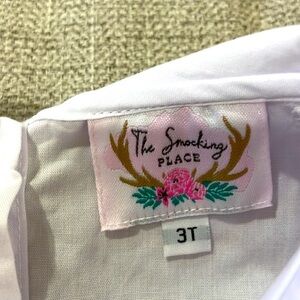 The Smocking
PLACE
3T